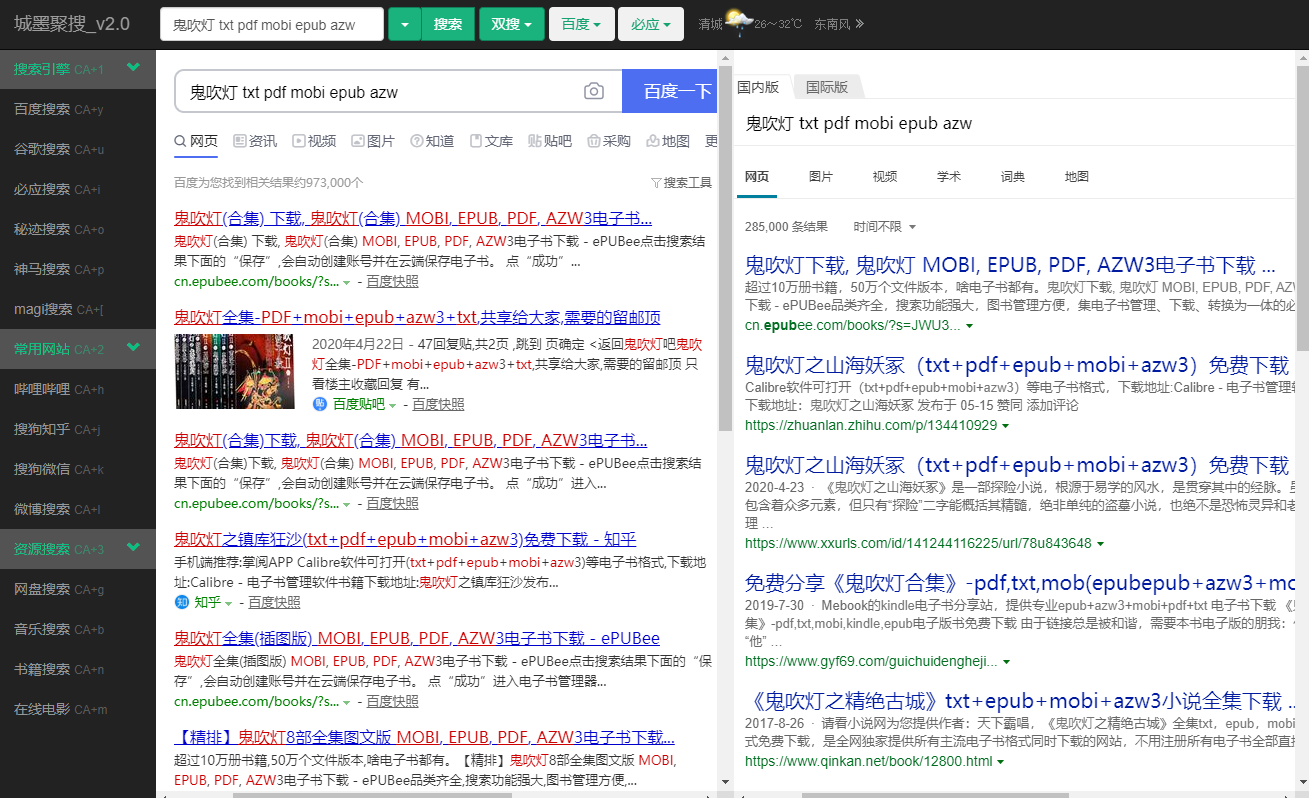 城墨聚搜_v2.0
鬼吹灯 txt pdf mobi epub azw
搜索
双搜
百度
必应
清城 26～32℃ 东南风
搜索引擎 CA+1
百度搜索 CA+y
谷歌搜索 CA+u
必应搜索 CA+i
秘迹搜索 CA+o
神马搜索 CA+p
magi搜索 CA+[
常用网站 CA+2
哔哩哔哩 CA+h
搜狗知乎 CA+j
搜狗微信 CA+k
微博搜索 CA+l
资源搜索 CA+3
网盘搜索 CA+g
音乐搜索 CA+b
书籍搜索 CA+n
在线电影 CA+m
鬼吹灯 txt pdf mobi epub azw
百度一下
网页 资讯 视频 图片 知道 文库 贴吧 采购 地图 更
百度为您找到相关结果约973,000个
搜索工具
鬼吹灯(合集) 下载, 鬼吹灯(合集) MOBI, EPUB, PDF, AZW3电子书...
鬼吹灯(合集) 下载, 鬼吹灯(合集) MOBI, EPUB, PDF, AZW3电子书下载 - ePUBee点击搜索结
果下面的“保存”,会自动创建账号并在云端保存电子书。 点“成功”...
cn.epubee.com/books/?s... - 百度快照
鬼吹灯全集-PDF+mobi+epub+azw3+txt,共享给大家,需要的留邮顶
2020年4月22日 - 47回复贴,共2页 ,跳到 页确定 <返回鬼吹灯吧鬼吹
灯全集-PDF+mobi+epub+azw3+txt,共享给大家,需要的留邮顶 只
看楼主收藏回复 有...
百度贴吧 - 百度快照
鬼吹灯(合集)下载, 鬼吹灯(合集) MOBI, EPUB, PDF, AZW3电子书...
鬼吹灯(合集)下载, 鬼吹灯(合集) MOBI, EPUB, PDF, AZW3电子书下载 - ePUBee点击搜索结
果下面的“保存”,会自动创建账号并在云端保存电子书。 点“成功”进入...
cn.epubee.com/books/?s... - 百度快照
鬼吹灯之镇库狂沙(txt+pdf+epub+mobi+azw3)免费下载 - 知乎
手机端推荐:掌阅APP Calibre软件可打开(txt+pdf+epub+mobi+azw3)等电子书格式,下载地
址:Calibre - 电子书管理软件书籍下载地址:鬼吹灯之镇库狂沙发布...
知 知乎 - 百度快照
鬼吹灯全集(插图版) MOBI, EPUB, PDF, AZW3电子书下载 - ePUBee
鬼吹灯全集(插图版) MOBI, EPUB, PDF, AZW3电子书下载 - ePUBee点击搜索结果下面的“保
存”,会自动创建账号并在云端保存电子书。 点“成功”进入电子书管理器...
cn.epubee.com/books/?s... - 百度快照
【精排】鬼吹灯8部全集图文版 MOBI, EPUB, PDF, AZW3电子书下载...
超过10万册书籍,50万个文件版本,啥电子书都有。【精排】鬼吹灯8部全集图文版 MOBI,
EPUB, PDF, AZW3电子书下载 - ePUBee品类齐全,搜索功能强大,图书管理方便,...
国内版 国际版
鬼吹灯 txt pdf mobi epub azw
网页 图片 视频 学术 词典 地图
285,000 条结果 时间不限
鬼吹灯下载, 鬼吹灯 MOBI, EPUB, PDF, AZW3电子书下载 ...
超过10万册书籍，50万个文件版本，啥电子书都有。鬼吹灯下载, 鬼吹灯 MOBI, EPUB, PDF, AZ
下载 - ePUBee品类齐全，搜索功能强大，图书管理方便，集电子书管理、下载、转换为一体的必
cn.epubee.com/books/?s=JWU3...
鬼吹灯之山海妖冢（txt+pdf+epub+mobi+azw3）免费下载
Calibre软件可打开（txt+pdf+epub+mobi+azw3）等电子书格式，下载地址:Calibre - 电子书管理软
下载地址：鬼吹灯之山海妖冢 发布于 05-15 赞同 添加评论
https://zhuanlan.zhihu.com/p/134410929
鬼吹灯之山海妖冢（txt+pdf+epub+mobi+azw3）免费下载
2020-4-23 · 《鬼吹灯之山海妖冢》是一部探险小说，根源于易学的风水，是贯穿其中的经脉。虽
包含着众多元素，但只有“探险”二字能概括其精髓，绝非单纯的盗墓小说，也绝不是恐怖灵异和老
理 ...
https://www.xxurls.com/id/141244116225/url/78u843648
免费分享《鬼吹灯合集》-pdf,txt,mob(epubepub+azw3+mo
2019-7-30 · Mebook的kindle电子书分享站，提供专业epub+azw3+mobi+pdf+txt 电子书下载 《鬼
集》-pdf,txt,mobi,kindle,epub电子版书免费下载 由于链接总是被和谐，需要本书电子版的朋我：
“他” ...
https://www.gyf69.com/guichuidengheji...
《鬼吹灯之精绝古城》txt+epub+mobi+azw3小说全集下载 ...
2017-8-26 · 请看小说网为您提供作者：天下霸唱，《鬼吹灯之精绝古城》全集txt，epub，mobi
式免费下载，是全网独家提供所有主流电子书格式同时下载的网站，不用注册所有电子书全部直接
https://www.qinkan.net/book/12800.html